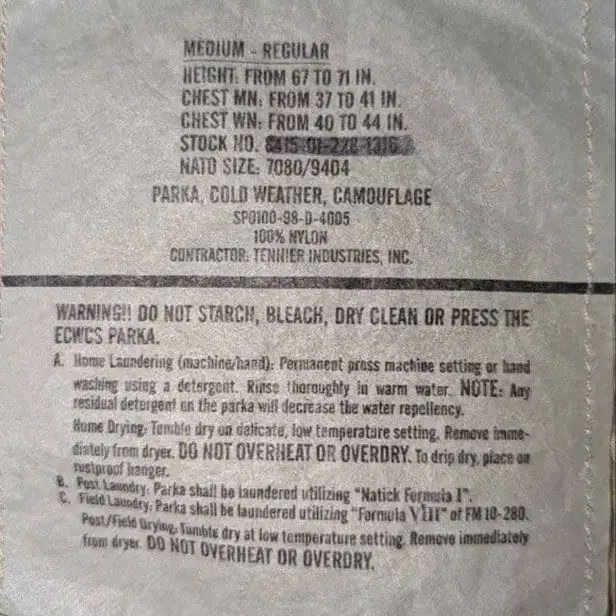 MEDIUM - REGULAR
HEIGHT: FROM 67 TO 71 IN.
CHEST MN: FROM 37 TO 41 IN.
CHEST WN: FROM 40 TO 44 IN.
STOCK NO. 8415-01-228-1316
NATO SIZE: 7080/9404
PARKA, COLD WEATHER, CAMOUFLAGE
SPO100-98-D-4005
100% NYLON
CONTRACTOR: TENNIER INDUSTRIES, INC.
WARNING!! DO NOT STARCH, BLEACH, DRY CLEAN OR PRESS THE
ECWCS PARKA.
A. Home Laundering (machine/hand): Permanent press machine setting or hand
washing using a detergent. Rinse thoroughly in warm water. NOTE: Any
residual detergent on the parka will decrease the water repellency.
Home Drying: Tumble dry on delicate, low temperature setting. Remove imme-
diately from dryer. DO NOT OVERHEAT OR OVERDRY. To drip dry, place on
rustproof hanger.
B. Post Laundry: Parka shall be laundered utilizing "Natick Formula I".
C. Field Laundry: Parka shall be laundered utilizing "Formula VIII" of FM 10-280.
Post/Field Drying: Tumble dry at low temperature setting. Remove immediately
from dryer. DO NOT OVERHEAT OR OVERDRY.